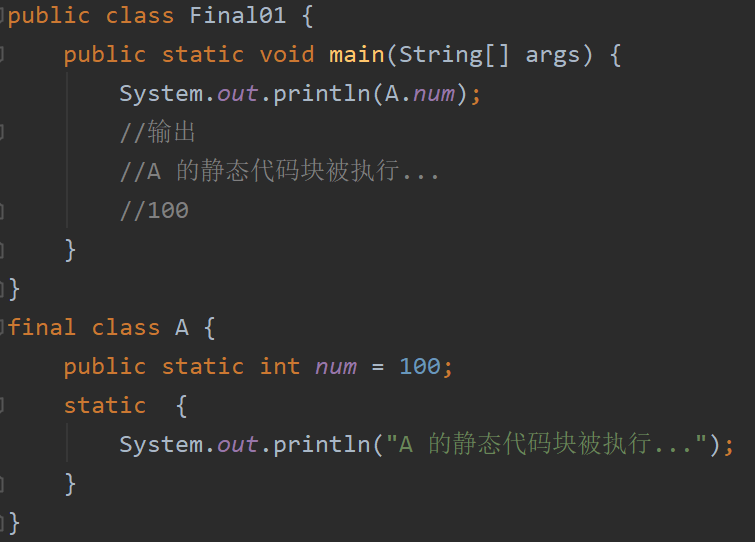 public class Final01 {
    public static void main(String[] args) {
        System.out.println(A.num);
        //输出
        //A 的静态代码块被执行...
        //100
    }
}
final class A {
    public static int num = 100;
    static  {
        System.out.println("A 的静态代码块被执行...");
    }
}